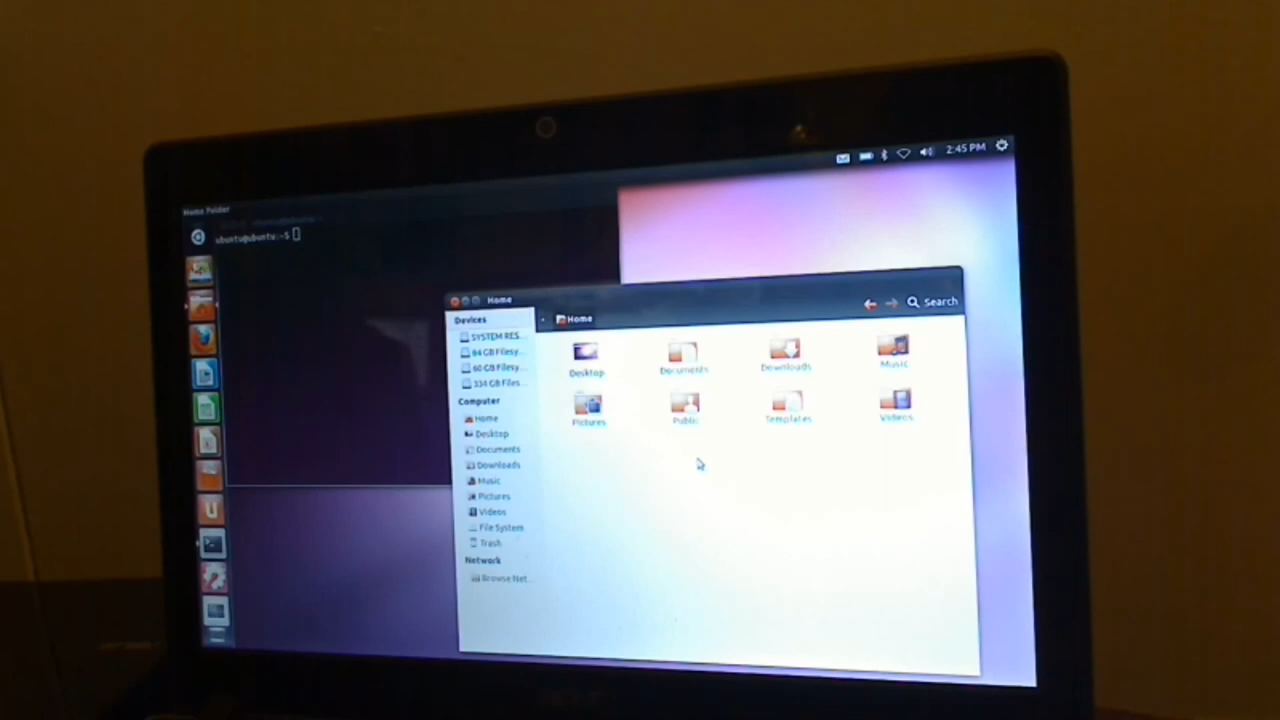 2:45 PM
Home Folder
ubuntu@ubuntu:~$
Home
Search
Devices
Home
SYSTEM RES...
84 GB Filesy...
60 GB Filesy...
334 GB Files...
Computer
Home
Desktop
Documents
Downloads
Music
Pictures
Videos
File System
Trash
Network
Browse Net...
Desktop
Documents
Downloads
Music
Pictures
Public
Templates
Videos